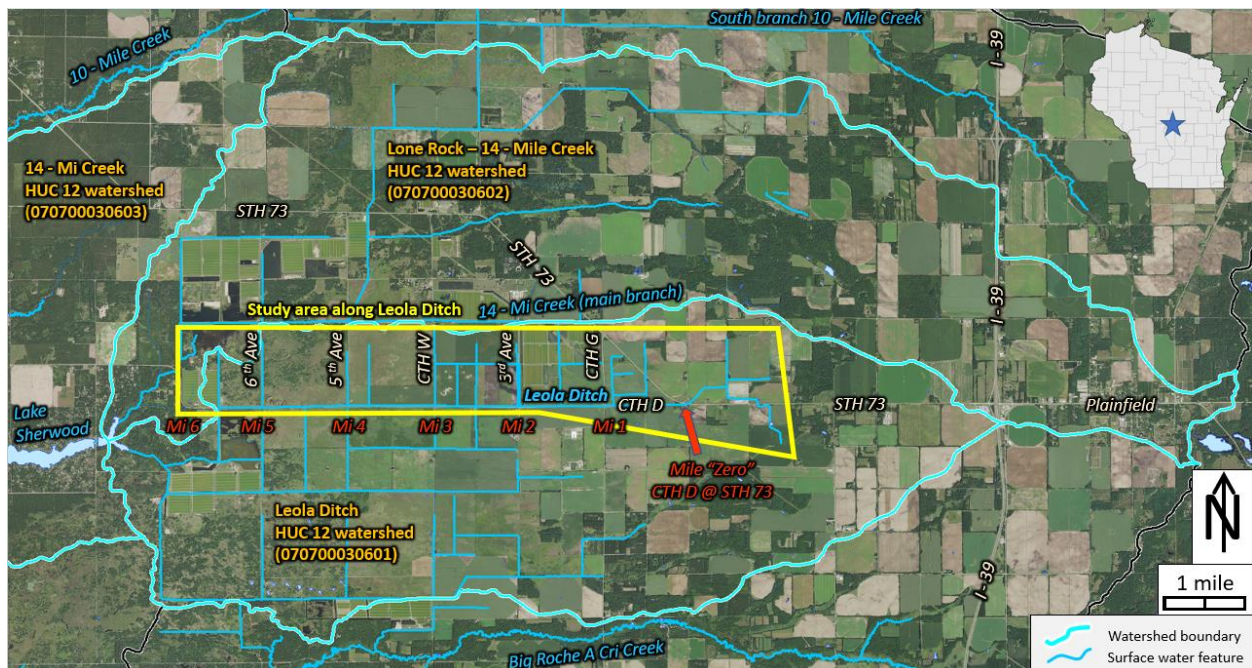 South branch 10 - Mile Creek
10 - Mile Creek
I - 39
14 - Mi Creek
HUC 12 watershed
(070700030603)
Lone Rock – 14 - Mile Creek
HUC 12 watershed
(070700030602)
STH 73
STH 73
Study area along Leola Ditch
14 - Mi Creek (main branch)
I - 39
6th Ave
5th Ave
CTH W
3rd Ave
CTH G
Leola Ditch
CTH D
STH 73
Plainfield
Lake
Sherwood
Mi 6
Mi 5
Mi 4
Mi 3
Mi 2
Mi 1
Mile "Zero"
CTH D @ STH 73
Leola Ditch
HUC 12 watershed
(070700030601)
N
I - 39
1 mile
Big Roche A Cri Creek
Watershed boundary
Surface water feature